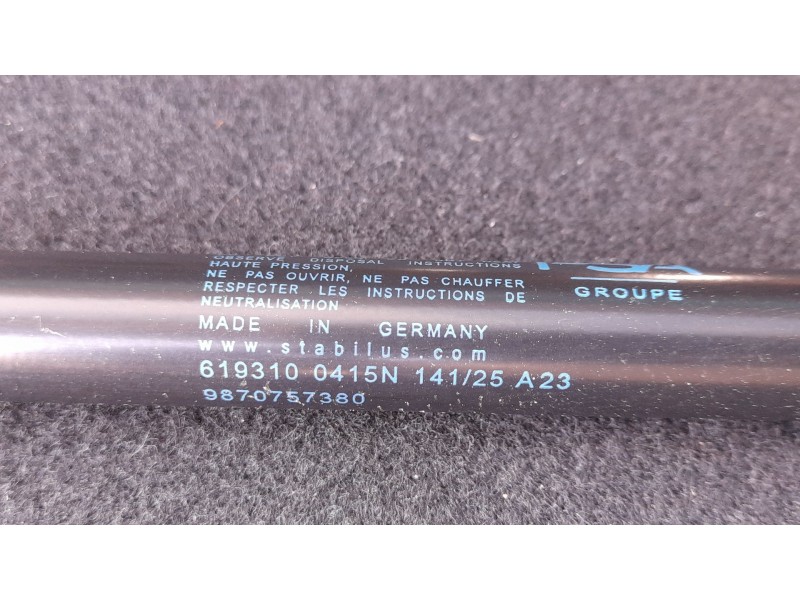 OBSERVE DISPOSAL INSTRUCTIONS
HAUTE PRESSION,
NE PAS OUVRIR, NE PAS CHAUFFER
RESPECTER LES INSTRUCTIONS DE
NEUTRALISATION
MADE IN GERMANY
www.stabilus.com
619310 0415N 141/25 A23
9870757380
GROUPE